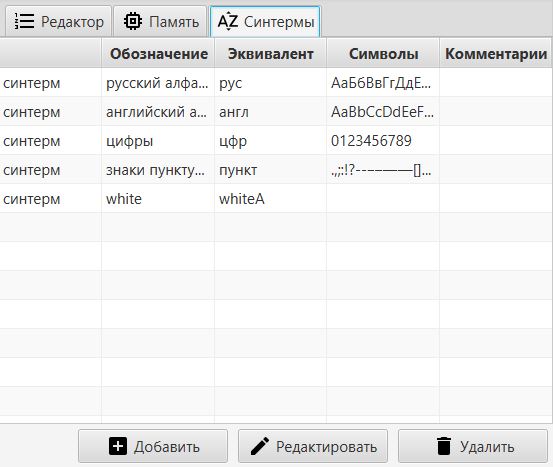 Редактор Память Синтермы
Обозначение Эквивалент Символы Комментарии
синтерм русский алфа... рус АаБбВвГгДдЕ...
синтерм английский а... англ AaBbCcDdEeF...
синтерм цифры цфр 0123456789
синтерм знаки пункту... пункт .,;:!?-‐‒–—―[]...
синтерм white whiteA
Добавить Редактировать Удалить